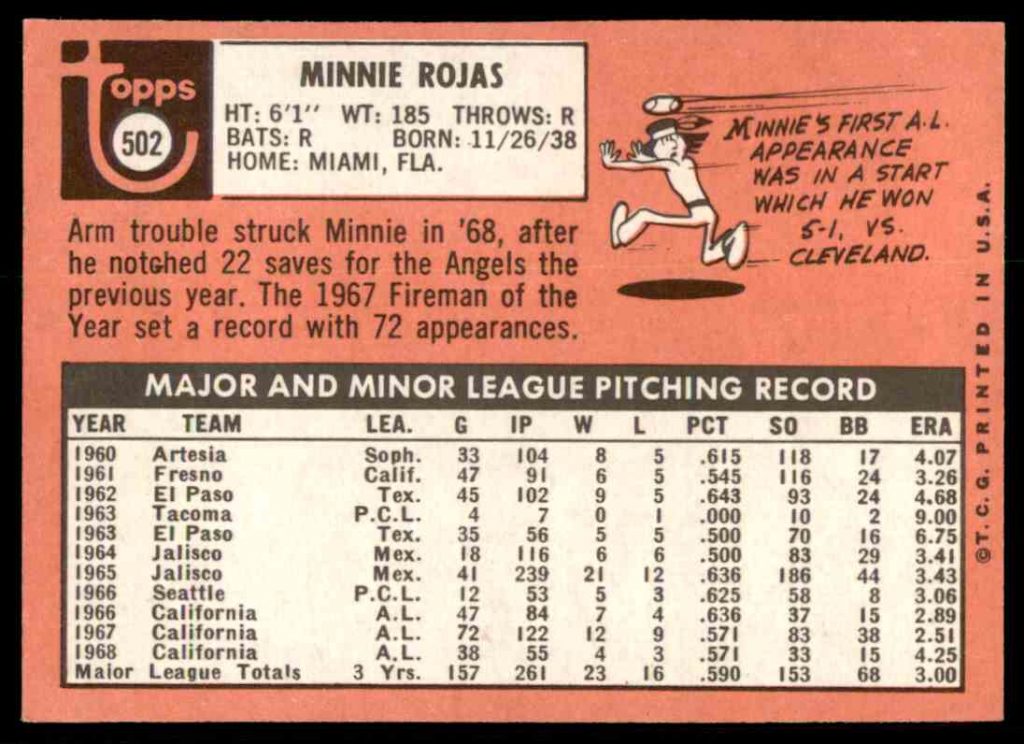 topps
502
MINNIE ROJAS
HT: 6'1'' WT: 185 THROWS: R
BATS: R BORN: 11/26/38
HOME: MIAMI, FLA.
Arm trouble struck Minnie in '68, after
he notched 22 saves for the Angels the
previous year. The 1967 Fireman of the
Year set a record with 72 appearances.
MINNIE'S FIRST A.L.
APPEARANCE
WAS IN A START
WHICH HE WON
5-1, VS.
CLEVELAND.
MAJOR AND MINOR LEAGUE PITCHING RECORD
YEAR TEAM LEA. G IP W L PCT SO BB ERA
1960 Artesia Soph. 33 104 8 5 .615 118 17 4.07
1961 Fresno Calif. 47 91 6 5 .545 116 24 3.26
1962 El Paso Tex. 45 102 9 5 .643 93 24 4.68
1963 Tacoma P.C.L. 4 7 0 1 .000 10 2 9.00
1963 El Paso Tex. 35 56 5 5 .500 70 16 6.75
1964 Jalisco Mex. 18 116 6 6 .500 83 29 3.41
1965 Jalisco Mex. 41 239 21 12 .636 186 44 3.43
1966 Seattle P.C.L. 12 53 5 3 .625 58 8 3.06
1966 California A.L. 47 84 7 4 .636 37 15 2.89
1967 California A.L. 72 122 12 9 .571 83 38 2.51
1968 California A.L. 38 55 4 3 .571 33 15 4.25
Major League Totals 3 Yrs. 157 261 23 16 .590 153 68 3.00
©T.C.G. PRINTED IN U.S.A.